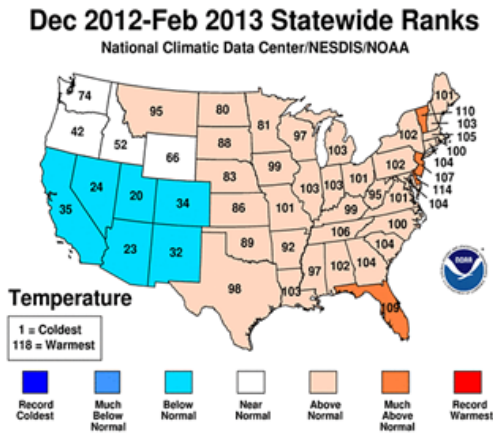 Dec 2012-Feb 2013 Statewide Ranks
National Climatic Data Center/NESDIS/NOAA
74
95
80
81
101
110
97
103
102
103
105
42
52
88
100
66
99
83
102
104
107
114
104
35
24
20
34
86
101
103
103
101
95
101
99
100
106
23
32
89
92
104
98
97
102
104
103
109
NOAA
Temperature
1 = Coldest
118 = Warmest
Record
Coldest
Much
Below
Normal
Below
Normal
Near
Normal
Above
Normal
Much
Above
Normal
Record
Warmest